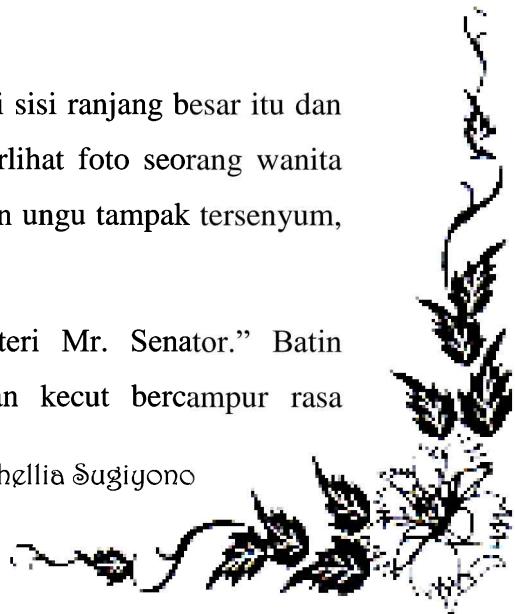 i sisi ranjang besar itu dan
rlihat foto seorang wanita
n ungu tampak tersenyum,
teri Mr. Senator.” Batin
an kecut bercampur rasa
hellia Sugiyono